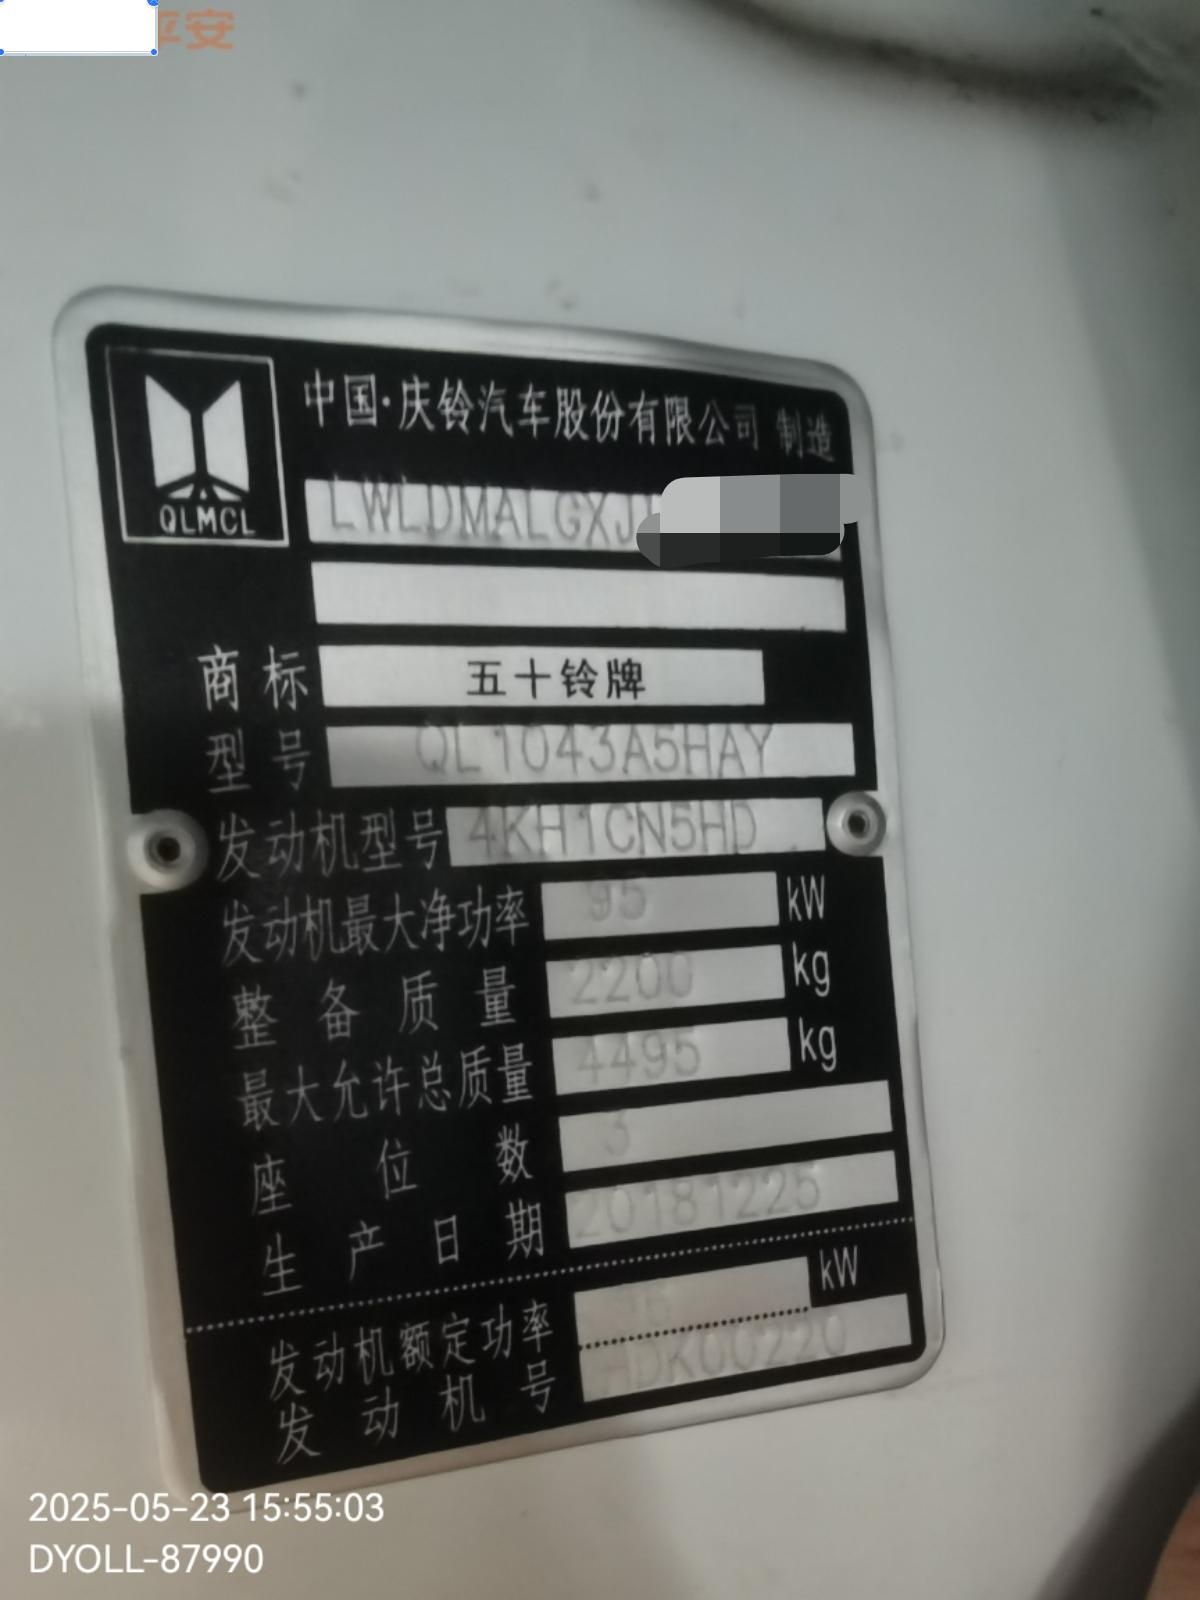 平安
中国·庆铃汽车股份有限公司 制造
QLMCL
LWLDMALGXJ
商标 五十铃牌
型号 QL1043A5HAY
发动机型号 4KH1CN5HD
发动机最大净功率 95 kW
整备质量 2200 kg
最大允许总质量 4495 kg
座位数 3
生产日期 20181225
发动机额定功率 kW
发动机号 HDK00220
2025-05-23 15:55:03
DYOLL-87990